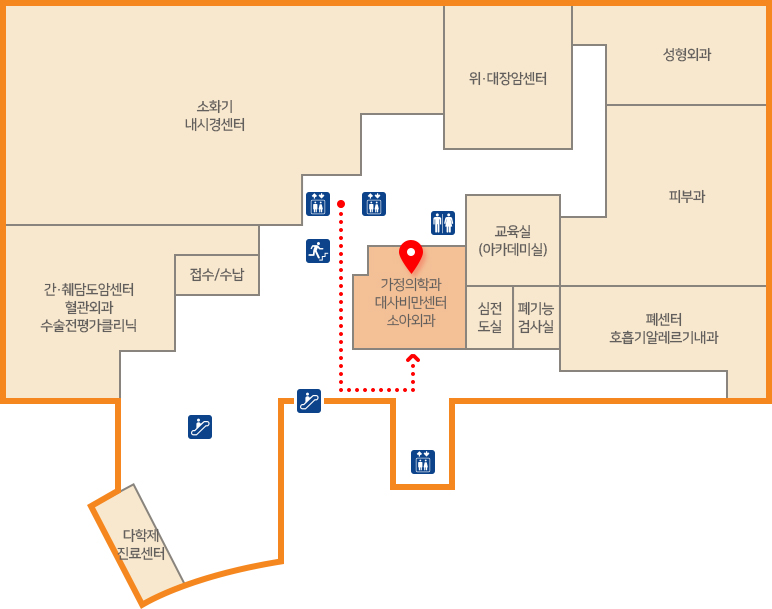 성형외과
위·대장암센터
소화기
내시경센터
피부과
교육실
(아카데미실)
접수/수납
가정의학과
대사비만센터
소아외과
간·췌담도암센터
혈관외과
수술전평가클리닉
심전
도실
폐기능
검사실
폐센터
호흡기알레르기내과
다학제
진료센터